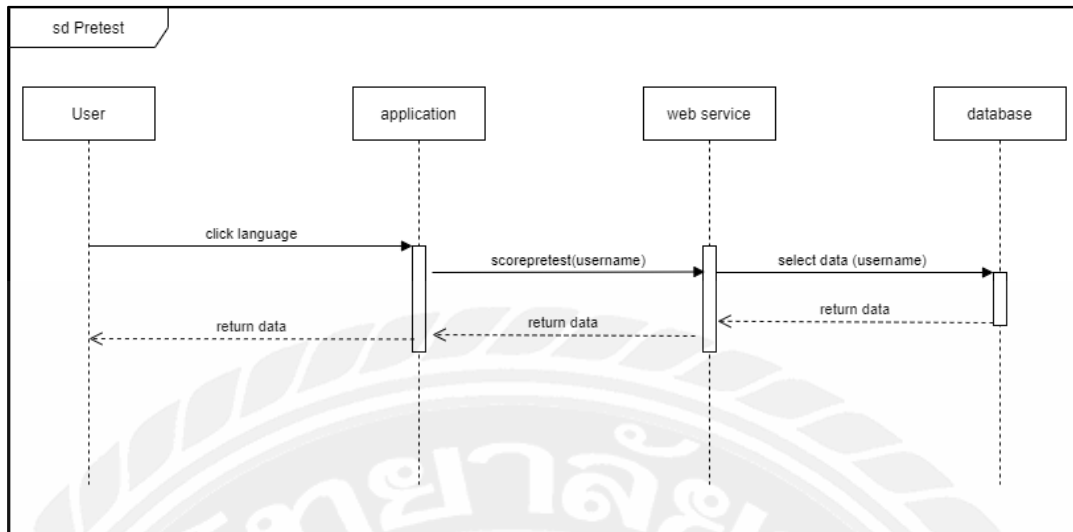 sd Pretest
User
application
web service
database
click language
scorepretest(username)
select data (username)
return data
return data
return data